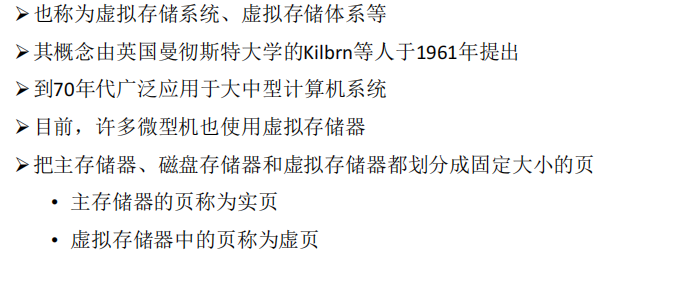 ➢也称为虚拟存储系统、虚拟存储体系等
➢其概念由英国曼彻斯特大学的Kilbrn等人于1961年提出
➢到70年代广泛应用于大中型计算机系统
➢目前，许多微型机也使用虚拟存储器
➢把主存储器、磁盘存储器和虚拟存储器都划分成固定大小的页
• 主存储器的页称为实页
• 虚拟存储器中的页称为虚页